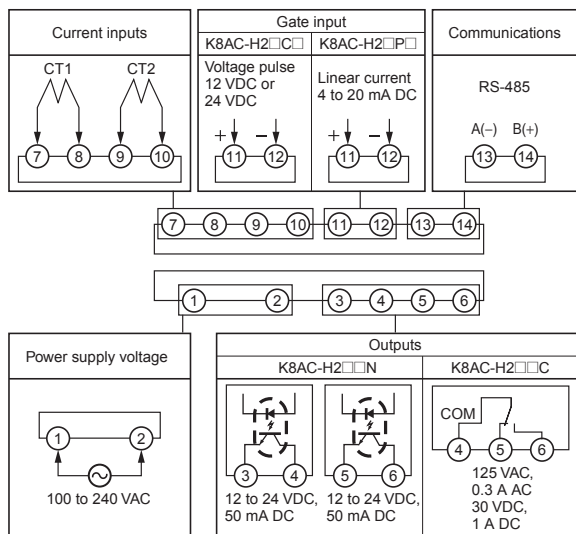 Current inputs
CT1 CT2
7 8 9 10
Gate input
K8AC-H2□□C□
Voltage pulse
12 VDC or
24 VDC
+ −
11 12
K8AC-H2□□P□
Linear current
4 to 20 mA DC
+ −
11 12
Communications
RS-485
A(−) B(+)
13 14
7 8 9 10 11 12 13 14
1 2 3 4 5 6
Power supply voltage
1 2
100 to 240 VAC
Outputs
K8AC-H2□□N
3 4
12 to 24 VDC,
50 mA DC
5 6
12 to 24 VDC,
50 mA DC
K8AC-H2□□C
COM
4 5 6
125 VAC,
0.3 A AC
30 VDC,
1 A DC